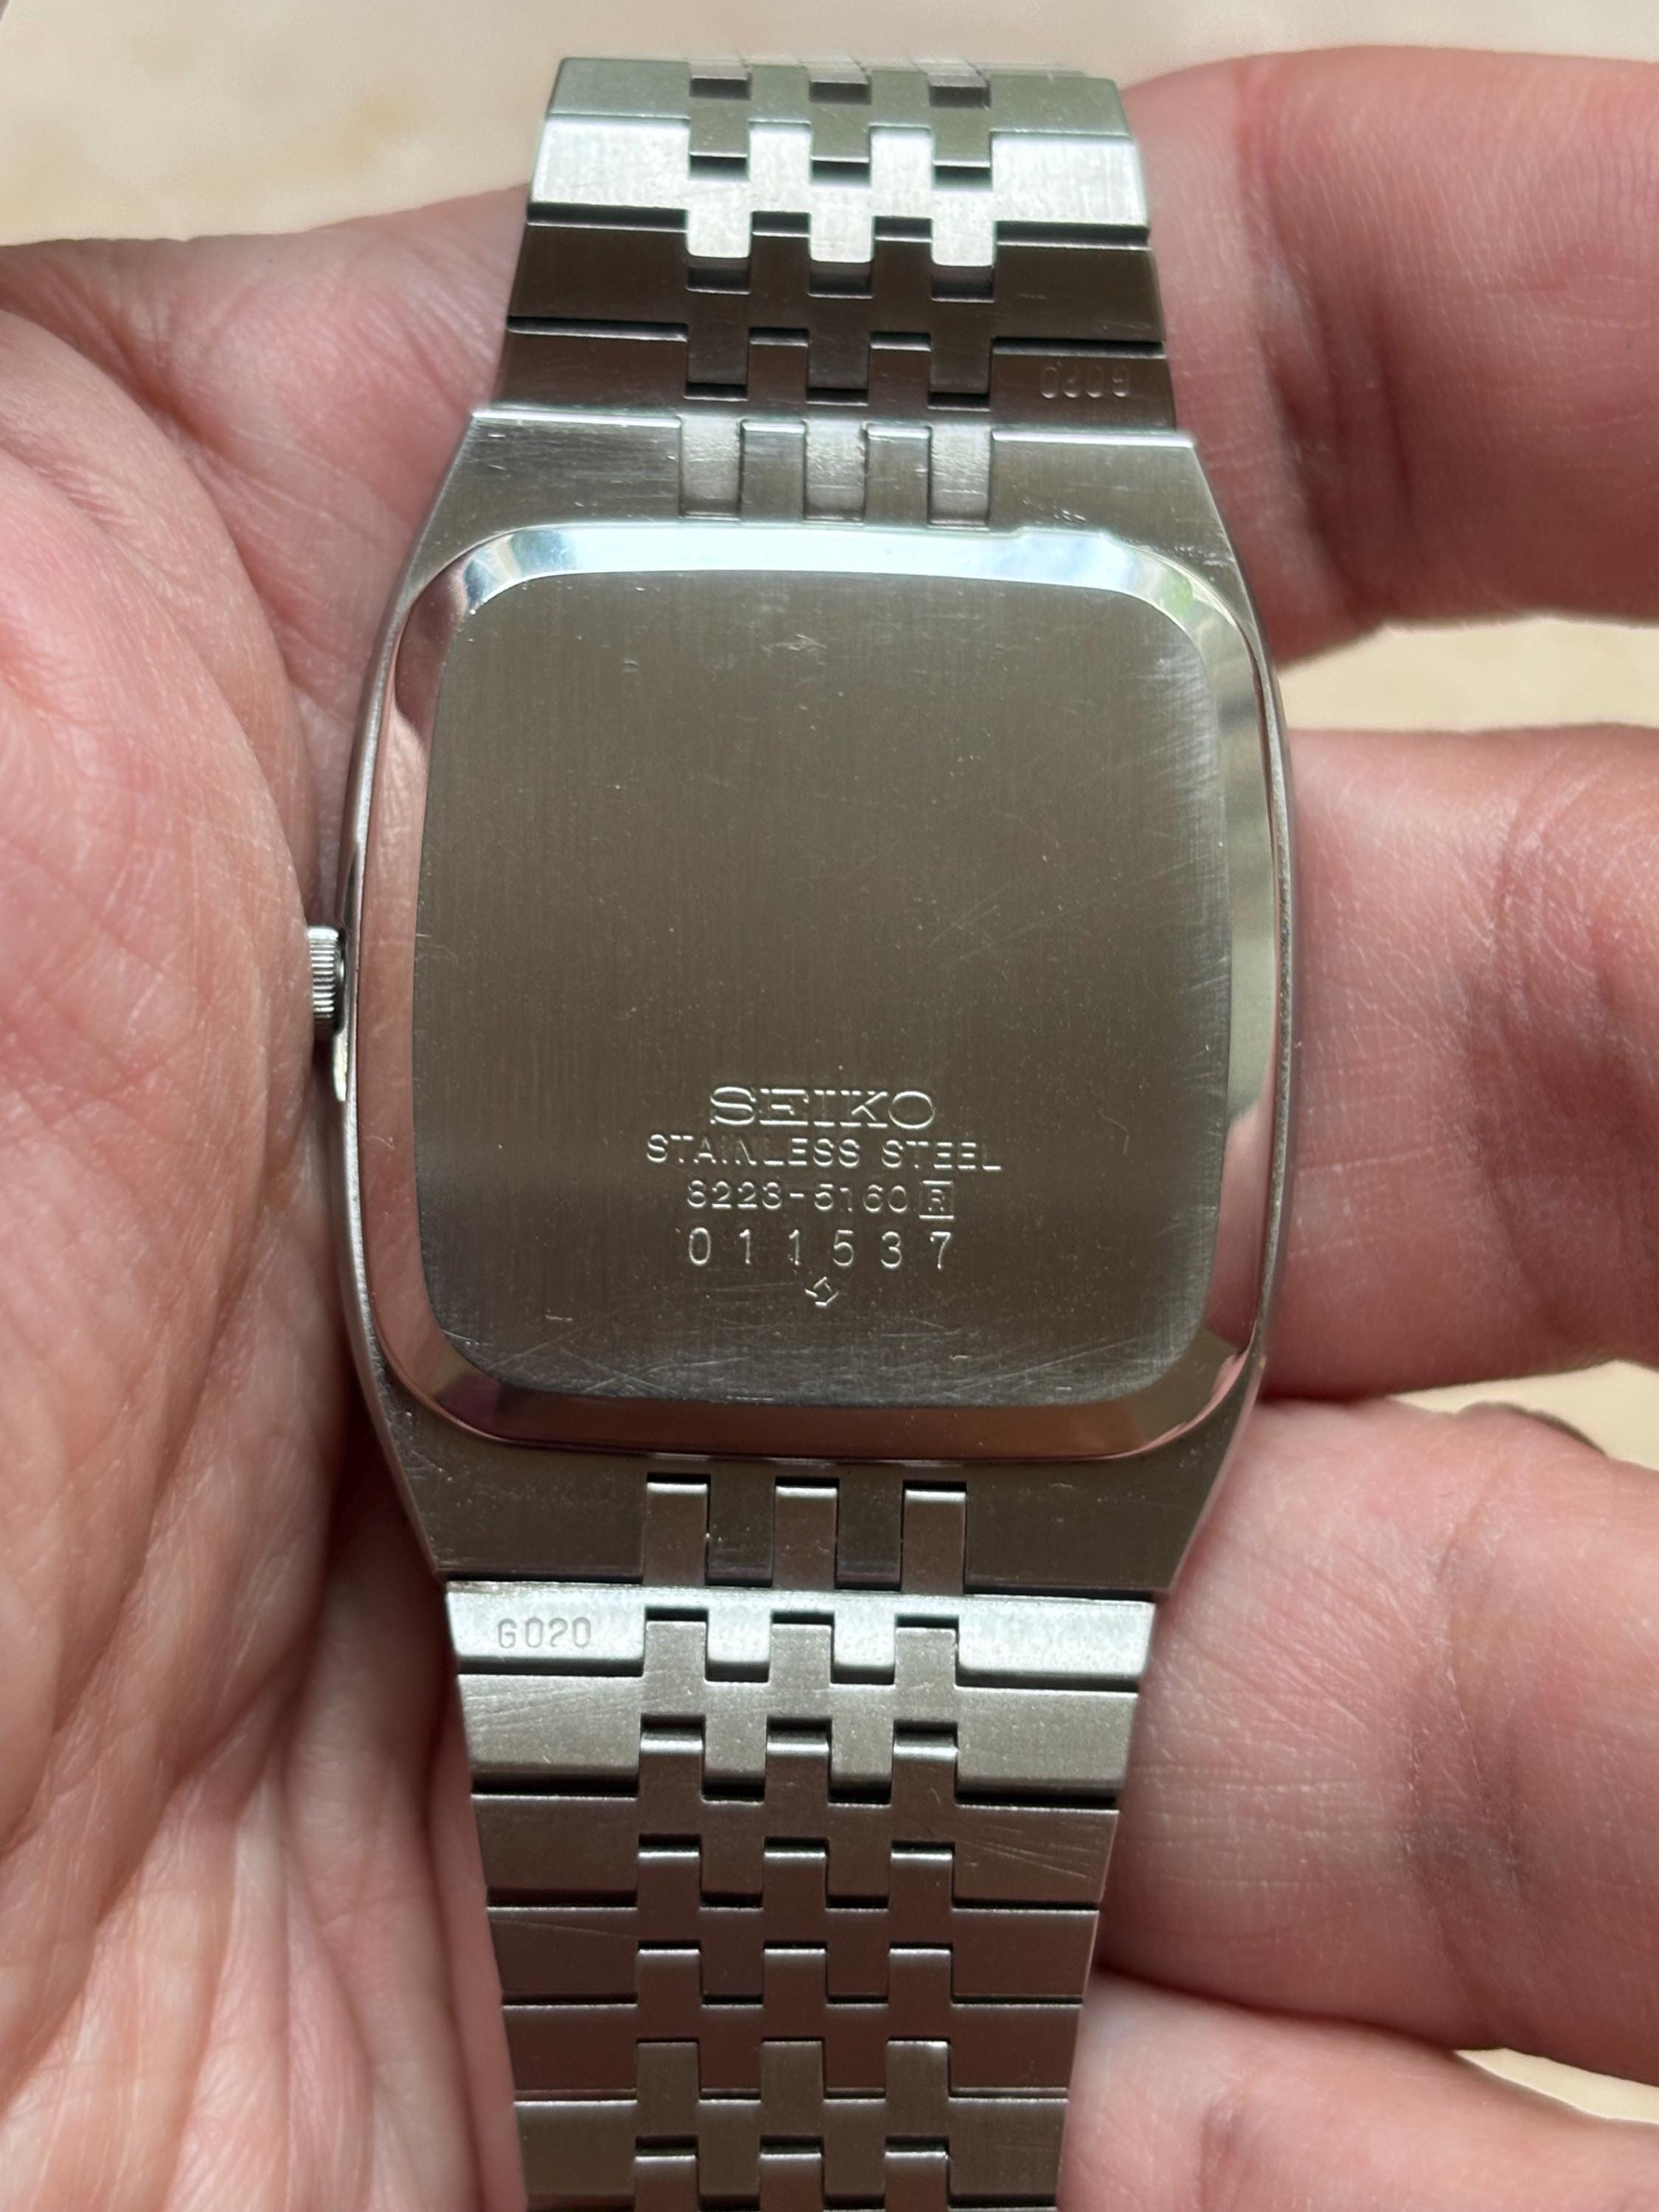 G020
SEIKO
STAINLESS STEEL
8223-5160 R
011537
G020